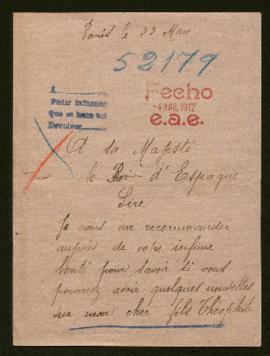 Paris le 22 Mars
52179
Fecho
4 ABR. 1917
e.a.e.
A
Pedir
Que se
Devolver
A sa Majesté
le Roi d'Espagne
Sire
Je viens me recommander
auprès de votre infinie
bonté pour savoir si vous
pourriez avoir quelques nouvelles
sur mon cher fils Théophile